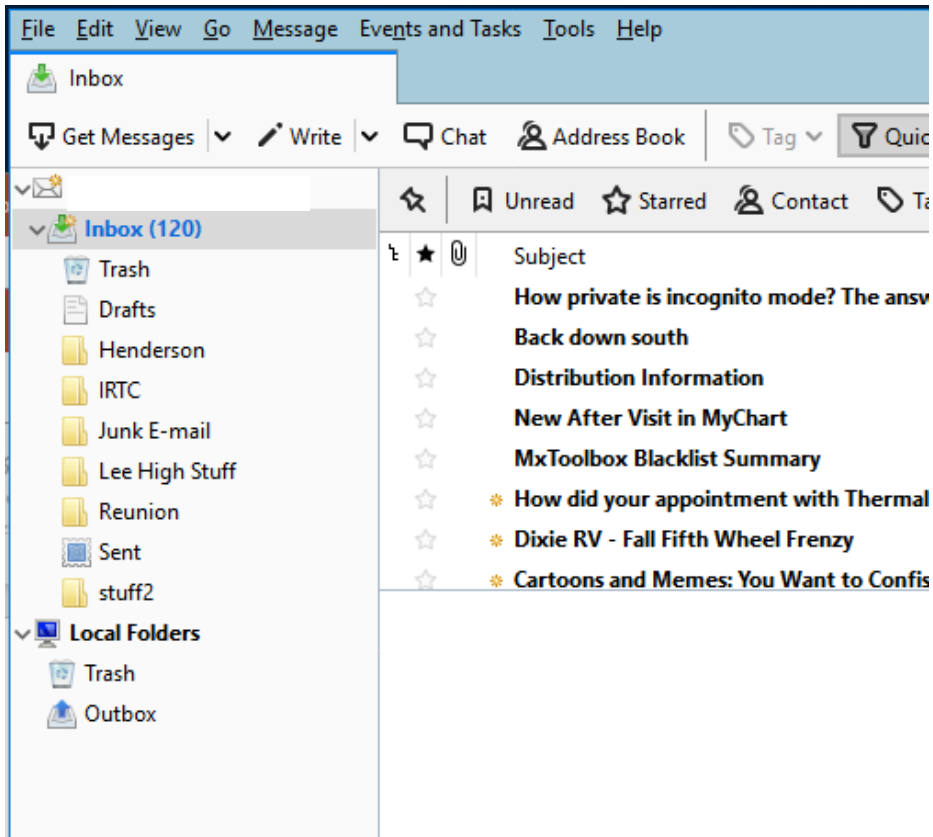 File Edit View Go Message Events and Tasks Tools Help
Inbox
Get Messages Write Chat Address Book Tag
Unread Starred Contact
Inbox (120)
Trash
Drafts
Henderson
IRTC
Junk E-mail
Lee High Stuff
Reunion
Sent
stuff2
Local Folders
Trash
Outbox
Subject
How private is incognito mode? The
Back down south
Distribution Information
New After Visit in MyChart
MxToolbox Blacklist Summary
How did your appointment with Thermal
Dixie RV - Fall Fifth Wheel Frenzy
Cartoons and Memes: You Want to